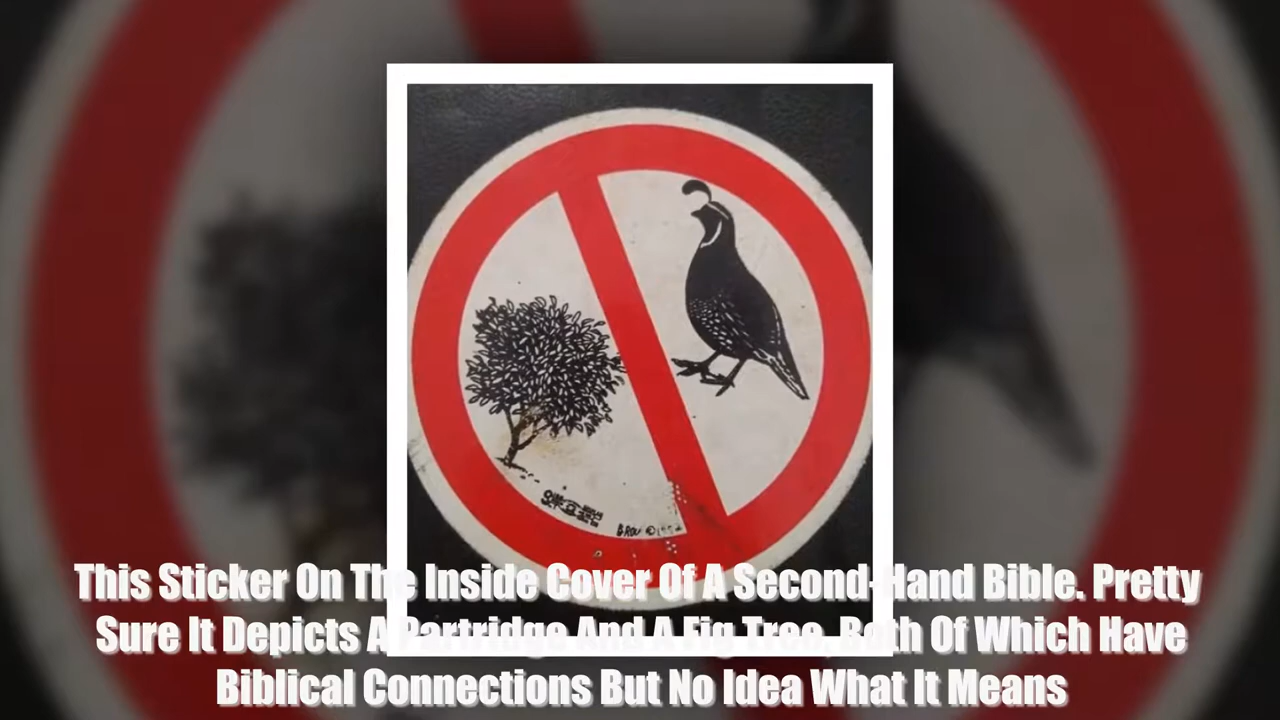 This Sticker On The Inside Cover Of A Second-Hand Bible. Pretty
Sure It Depicts A Partridge And A Fig Tree, Both Of Which Have
Biblical Connections But No Idea What It Means